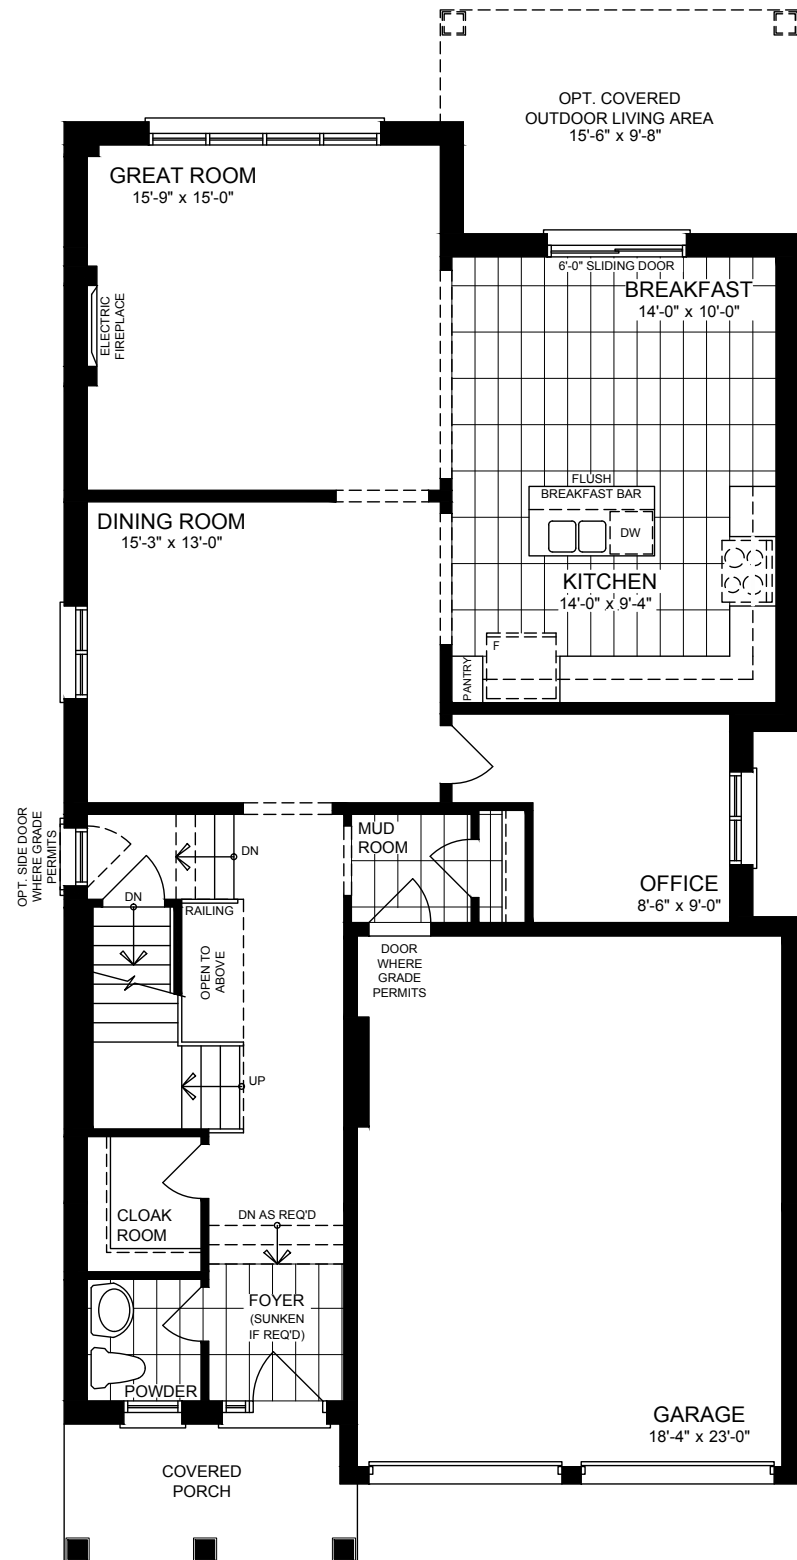 OPT. COVERED
OUTDOOR LIVING AREA
15'-6" x 9'-8"
GREAT ROOM
15'-9" x 15'-0"
6'-0" SLIDING DOOR
BREAKFAST
14'-0" x 10'-0"
ELECTRIC
FIREPLACE
FLUSH
BREAKFAST BAR
DW
DINING ROOM
15'-3" x 13'-0"
KITCHEN
14'-0" x 9'-4"
F
PANTRY
OPT. SIDE DOOR
WHERE GRADE
PERMITS
DN
MUD
ROOM
OFFICE
8'-6" x 9'-0"
DN
RAILING
OPEN TO
ABOVE
DOOR
WHERE
GRADE
PERMITS
UP
CLOAK
ROOM
DN AS REQ'D
FOYER
(SUNKEN
IF REQ'D)
POWDER
GARAGE
18'-4" x 23'-0"
COVERED
PORCH